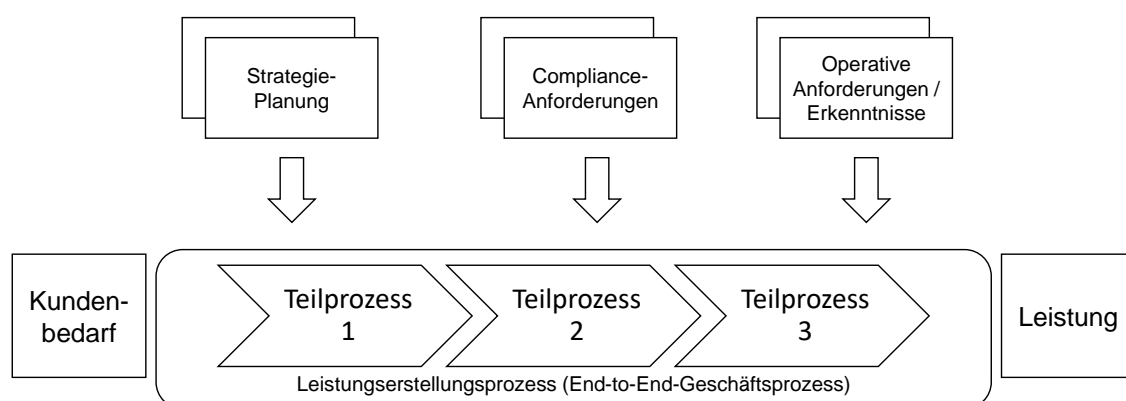 Strategie-
Planung
Compliance-
Anforderungen
Operative
Anforderungen /
Erkenntnisse
Kunden-
bedarf
Teilprozess
1
Teilprozess
2
Teilprozess
3
Leistung
Leistungserstellungsprozess (End-to-End-Geschäftsprozess)